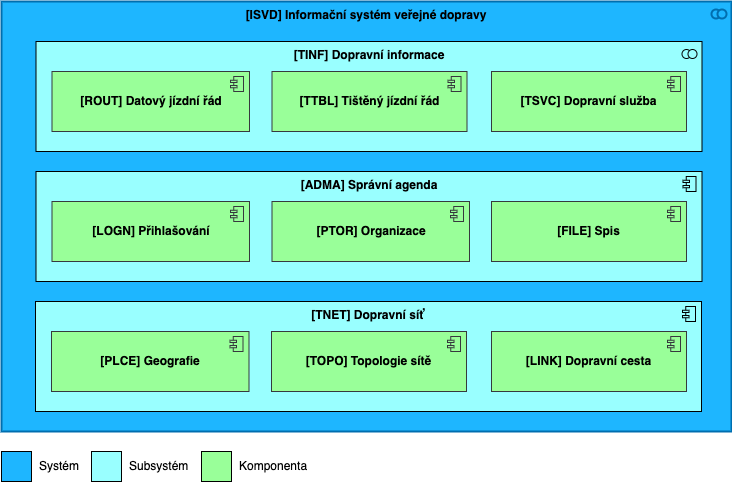 [ISVD] Informační systém veřejné dopravy
[TINF] Dopravní informace
[ROUT] Datový jízdní řád
[TTBL] Tištěný jízdní řád
[TSVC] Dopravní služba
[ADMA] Správní agenda
[LOGN] Přihlašování
[PTOR] Organizace
[FILE] Spis
[TNET] Dopravní síť
[PLCE] Geografie
[TOPO] Topologie sítě
[LINK] Dopravní cesta
Systém
Subsystém
Komponenta